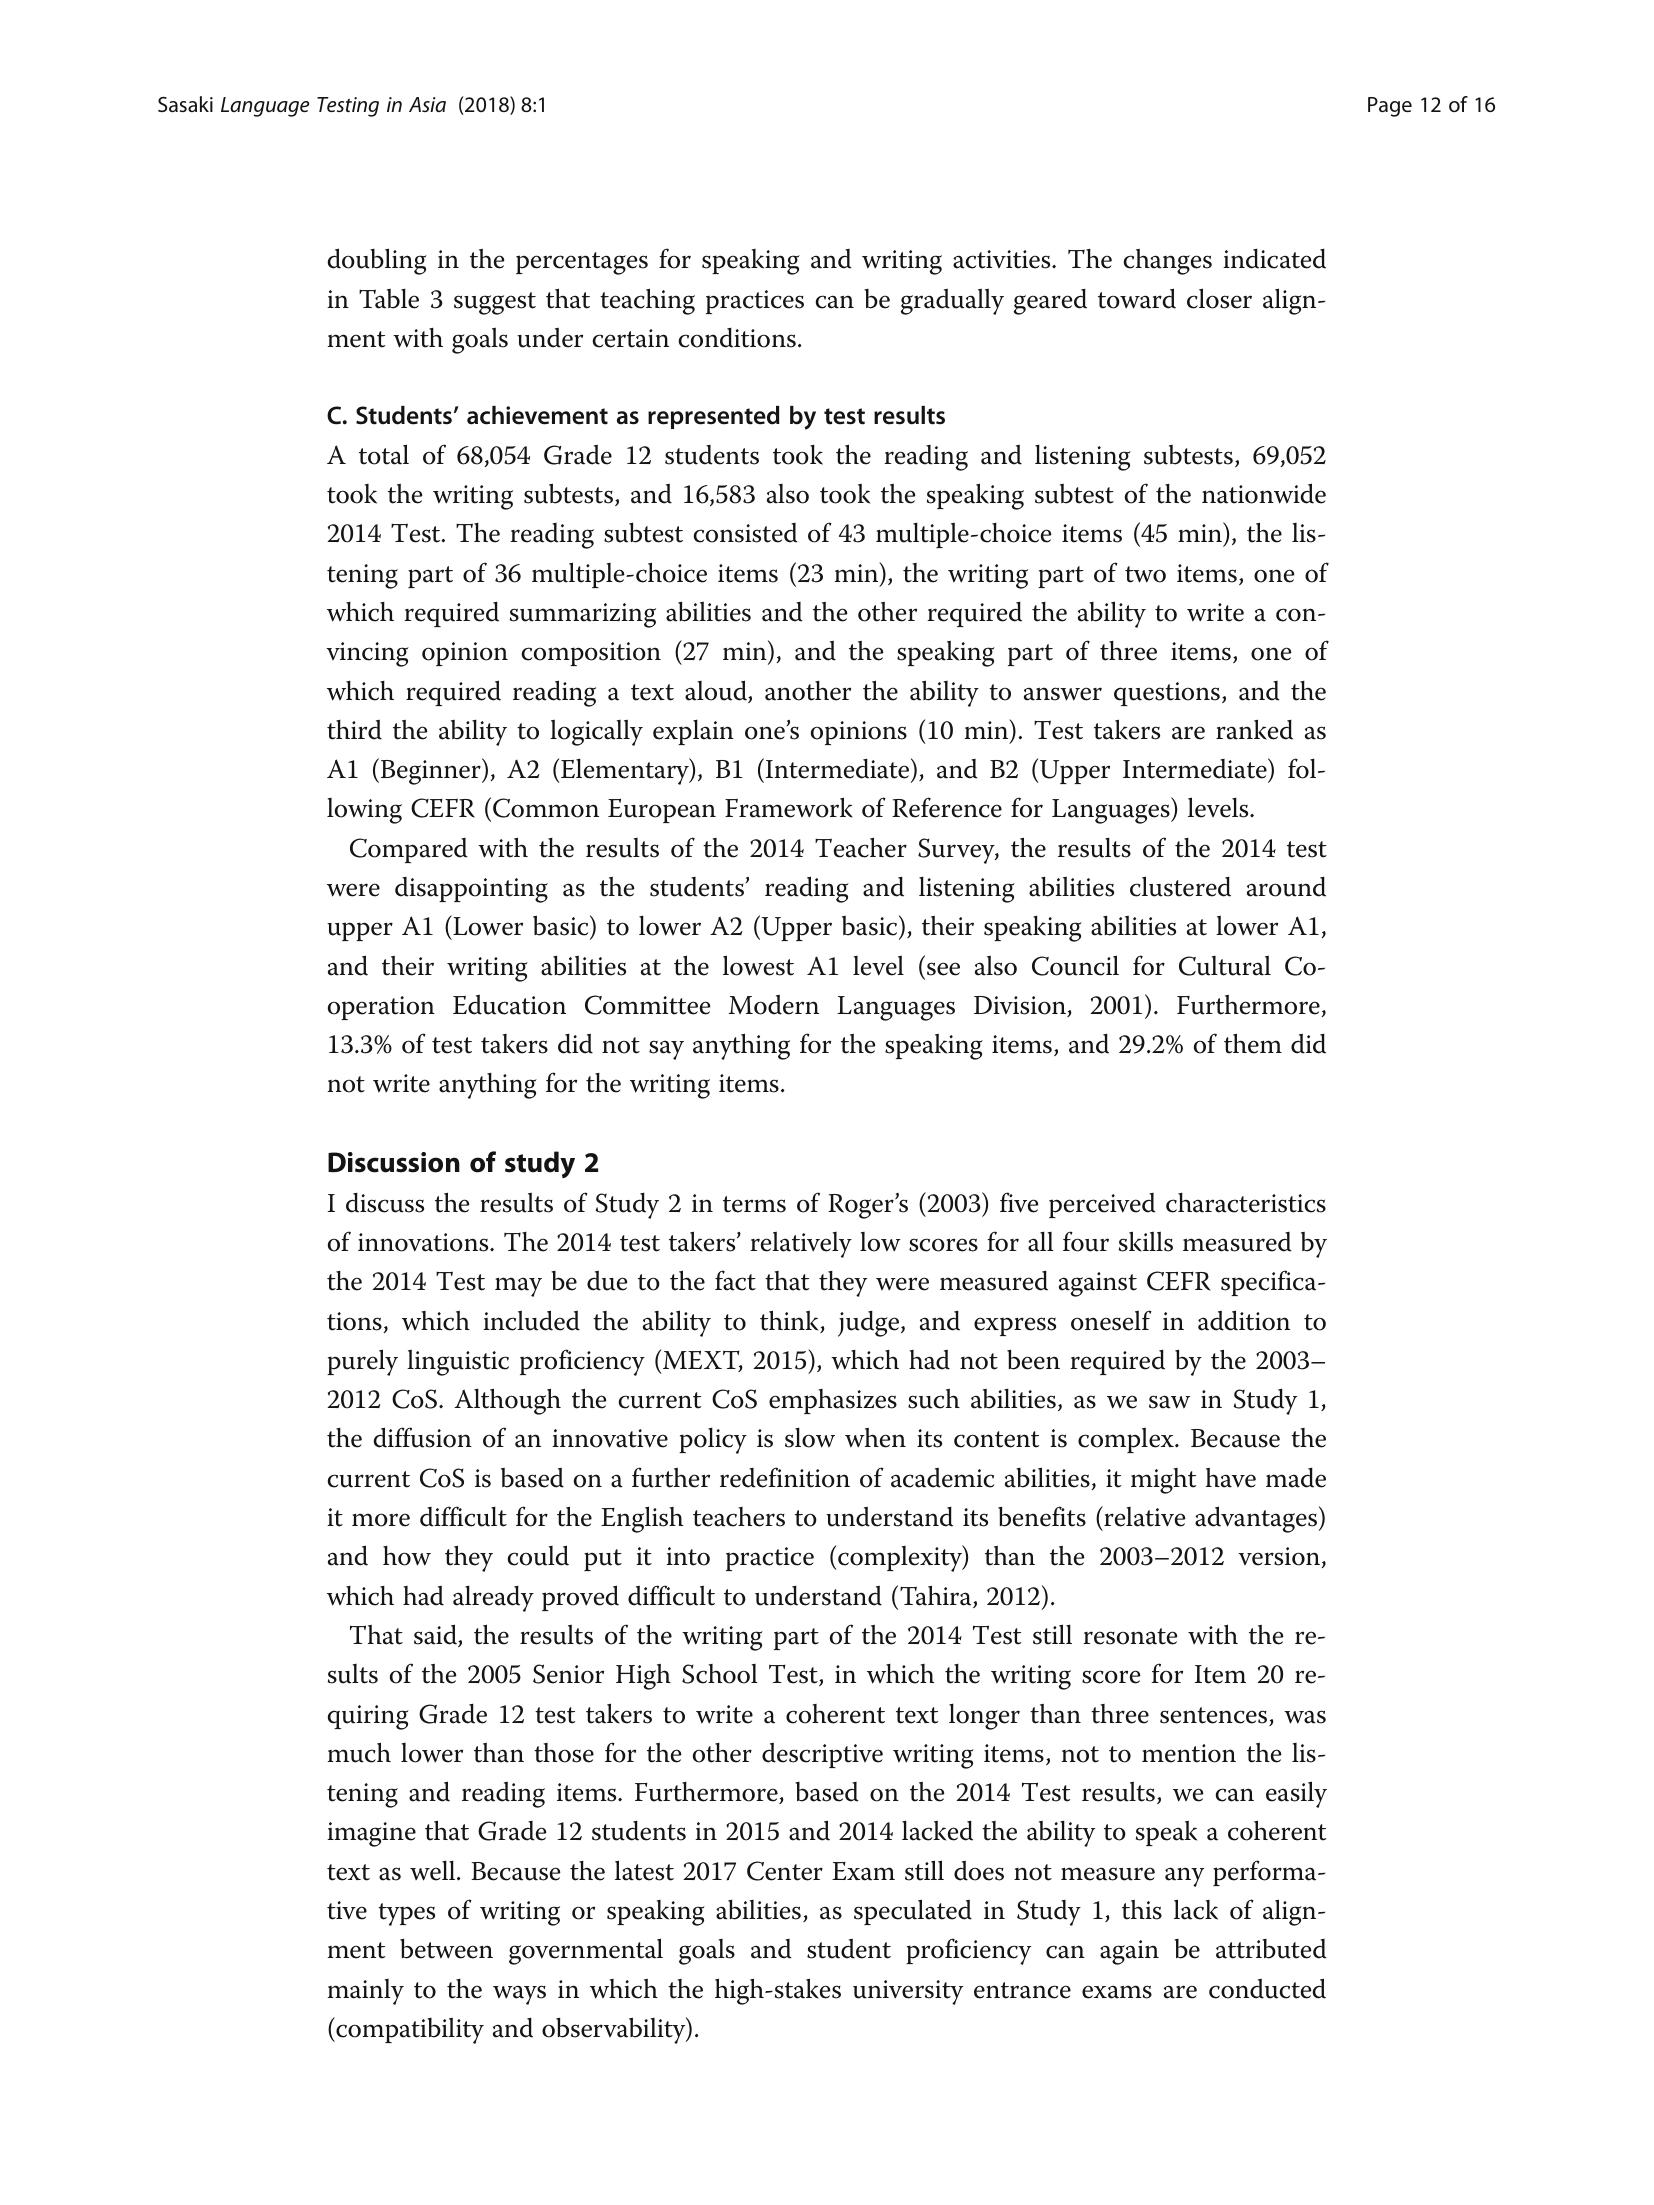 Sasaki Language Testing in Asia (2018) 8:1
Page 12 of 16
doubling in the percentages for speaking and writing activities. The changes indicated
in Table 3 suggest that teaching practices can be gradually geared toward closer align-
ment with goals under certain conditions.
C. Students’ achievement as represented by test results
A total of 68,054 Grade 12 students took the reading and listening subtests, 69,052
took the writing subtests, and 16,583 also took the speaking subtest of the nationwide
2014 Test. The reading subtest consisted of 43 multiple-choice items (45 min), the lis-
tening part of 36 multiple-choice items (23 min), the writing part of two items, one of
which required summarizing abilities and the other required the ability to write a con-
vincing opinion composition (27 min), and the speaking part of three items, one of
which required reading a text aloud, another the ability to answer questions, and the
third the ability to logically explain one’s opinions (10 min). Test takers are ranked as
A1 (Beginner), A2 (Elementary), B1 (Intermediate), and B2 (Upper Intermediate) fol-
lowing CEFR (Common European Framework of Reference for Languages) levels.
Compared with the results of the 2014 Teacher Survey, the results of the 2014 test
were disappointing as the students’ reading and listening abilities clustered around
upper A1 (Lower basic) to lower A2 (Upper basic), their speaking abilities at lower A1,
and their writing abilities at the lowest A1 level (see also Council for Cultural Co-
operation Education Committee Modern Languages Division, 2001). Furthermore,
13.3% of test takers did not say anything for the speaking items, and 29.2% of them did
not write anything for the writing items.
Discussion of study 2
I discuss the results of Study 2 in terms of Roger’s (2003) five perceived characteristics
of innovations. The 2014 test takers’ relatively low scores for all four skills measured by
the 2014 Test may be due to the fact that they were measured against CEFR specifica-
tions, which included the ability to think, judge, and express oneself in addition to
purely linguistic proficiency (MEXT, 2015), which had not been required by the 2003–
2012 CoS. Although the current CoS emphasizes such abilities, as we saw in Study 1,
the diffusion of an innovative policy is slow when its content is complex. Because the
current CoS is based on a further redefinition of academic abilities, it might have made
it more difficult for the English teachers to understand its benefits (relative advantages)
and how they could put it into practice (complexity) than the 2003–2012 version,
which had already proved difficult to understand (Tahira, 2012).
That said, the results of the writing part of the 2014 Test still resonate with the re-
sults of the 2005 Senior High School Test, in which the writing score for Item 20 re-
quiring Grade 12 test takers to write a coherent text longer than three sentences, was
much lower than those for the other descriptive writing items, not to mention the lis-
tening and reading items. Furthermore, based on the 2014 Test results, we can easily
imagine that Grade 12 students in 2015 and 2014 lacked the ability to speak a coherent
text as well. Because the latest 2017 Center Exam still does not measure any performa-
tive types of writing or speaking abilities, as speculated in Study 1, this lack of align-
ment between governmental goals and student proficiency can again be attributed
mainly to the ways in which the high-stakes university entrance exams are conducted
(compatibility and observability).